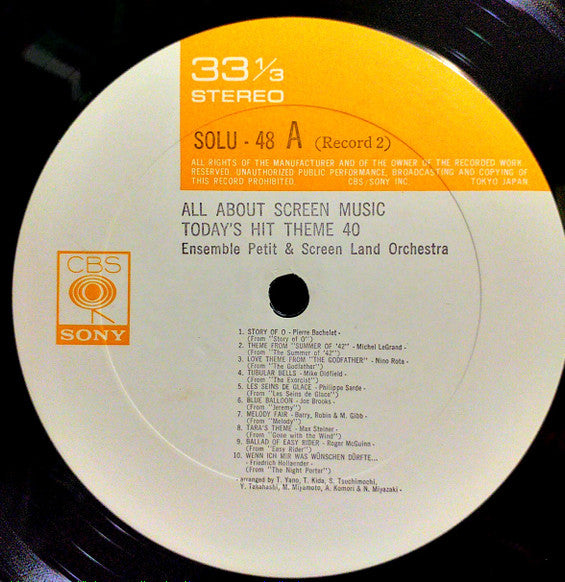 33 1/3
STEREO
SOLU - 48 A (Record 2)
ALL RIGHTS OF THE MANUFACTURER AND OF THE OWNER OF THE RECORDED WORK
RESERVED. UNAUTHORIZED PUBLIC PERFORMANCE, BROADCASTING AND COPYING OF
THIS RECORD PROHIBITED. CBS/SONY INC. TOKYO JAPAN
ALL ABOUT SCREEN MUSIC
TODAY'S HIT THEME 40
Ensemble Petit & Screen Land Orchestra
CBS
SONY
1. STORY OF O - Pierre Bachelet -
(From "Story of O")
2. THEME FROM "SUMMER OF '42" - Michel LeGrand -
(From "The Summer of '42")
3. LOVE THEME FROM "THE GODFATHER" - Nino Rota -
(From "The Godfather")
4. TUBULAR BELLS - Mike Oldfield -
(From "The Exorcist")
5. LES SEINS DE GLACE - Philippe Sarde -
(From "Les Seins de Glace")
6. BLUE BALLOON - Joe Brooks -
(From "Jeremy")
7. MELODY FAIR - Barry, Robin & M. Gibb -
(From "Melody")
8. TARA'S THEME - Max Steiner -
(From "Gone with the Wind")
9. BALLAD OF EASY RIDER - Roger McGuinn -
(From "Easy Rider")
10. WENN ICH MIR WAS WÜNSCHEN DÜRFTE...
- Friedrich Hollaender -
(From "The Night Porter")
- arranged by T. Yano, T. Kida, S. Tsuchimochi,
Y. Takahashi, M. Miyamoto, A. Komori & N. Miyazaki -